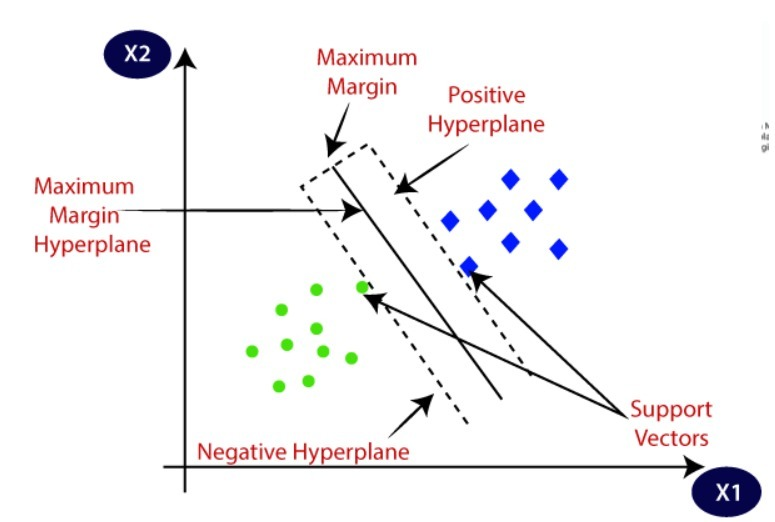 X2
Maximum
Margin
Positive
Hyperplane
Maximum
Margin
Hyperplane
Support
Vectors
Negative Hyperplane
X1